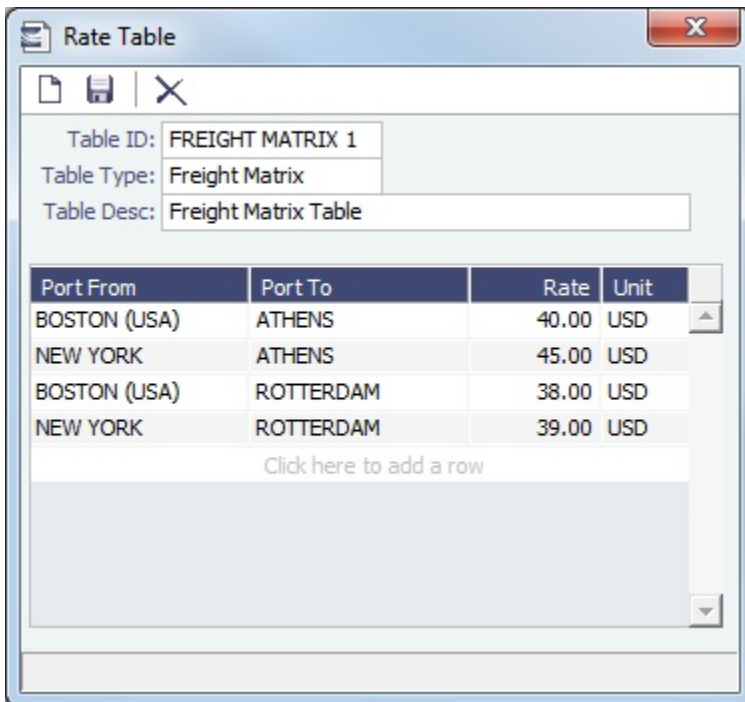 Rate Table
Table ID: FREIGHT MATRIX 1
Table Type: Freight Matrix
Table Desc: Freight Matrix Table
Port From Port To Rate Unit
BOSTON (USA) ATHENS 40.00 USD
NEW YORK ATHENS 45.00 USD
BOSTON (USA) ROTTERDAM 38.00 USD
NEW YORK ROTTERDAM 39.00 USD
Click here to add a row